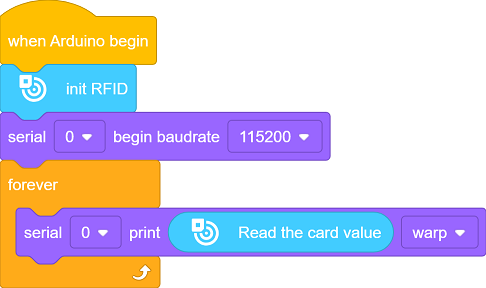 when Arduino begin
init RFID
serial 0 begin baudrate 115200
forever
serial 0 print Read the card value warp